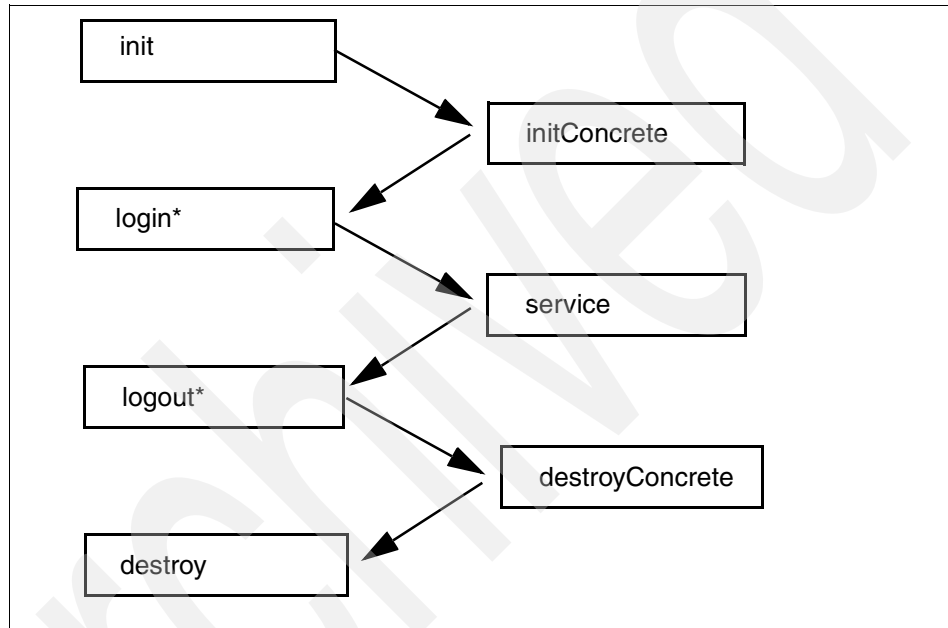 init
initConcrete
login*
service
logout*
destroyConcrete
destroy